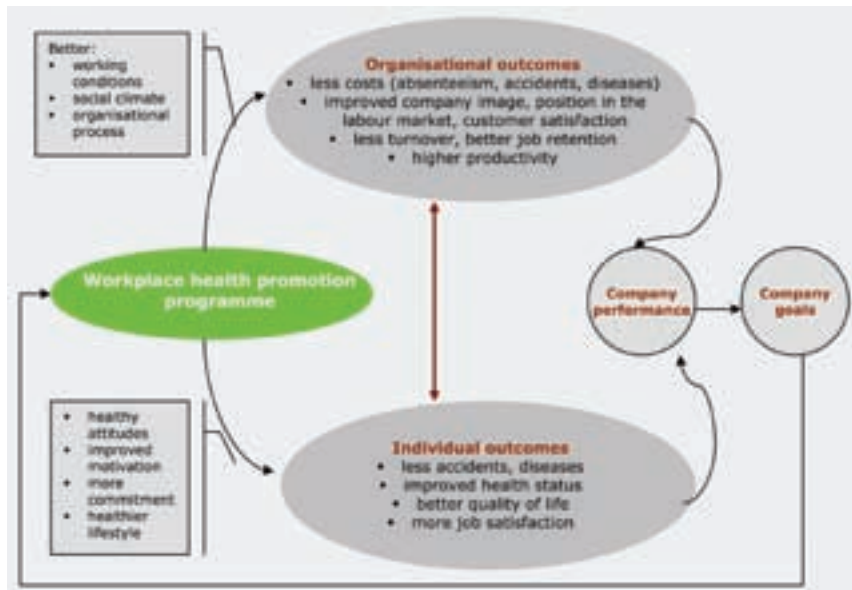 Better:
• working
conditions
• social climate
• organisational
process
Organisational outcomes
• less costs (absenteeism, accidents, diseases)
• improved company image, position in the
labour market, customer satisfaction
• less turnover, better job retention
• higher productivity
Workplace health promotion
programme
Company
performance
Company
goals
• healthy
attitudes
• improved
motivation
• more
commitment
• healthier
lifestyle
Individual outcomes
• less accidents, diseases
• improved health status
• better quality of life
• more job satisfaction